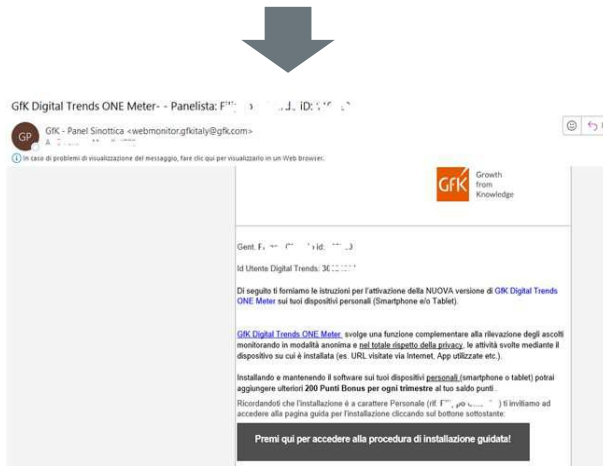 GfK Digital Trends ONE Meter- - Panelista: iD:
GP
GfK - Panel Sinottica <webmonitor.gfkitaly@gfk.com>
In caso di problemi di visualizzazione del messaggio, fare clic qui per visualizzarlo in un Web browser.
GfK
Growth
from
Knowledge
Gent. id:
Id Utente Digital Trends:
Di seguito ti forniamo le istruzioni per l'attivazione della NUOVA versione di GfK Digital Trends
ONE Meter sui tuoi dispositivi personali (Smartphone e/o Tablet).
GfK Digital Trends ONE Meter svolge una funzione complementare alla rilevazione degli ascolti
monitorando in modalità anonima e nel totale rispetto della privacy, le attività svolte mediante il
dispositivo su cui è installata (es. URL visitate via Internet, App utilizzate etc.).
Installando e mantenendo il software sui tuoi dispositivi personali (smartphone o tablet) potrai
aggiungere ulteriori 200 Punti Bonus per ogni trimestre al tuo saldo punti .
Ricordandoti che l'installazione è a carattere Personale (rif. ) ti invitiamo ad
accedere alla pagina guida per l'installazione cliccando sul bottone sottostante:
Premi qui per accedere alla procedura di installazione guidata!